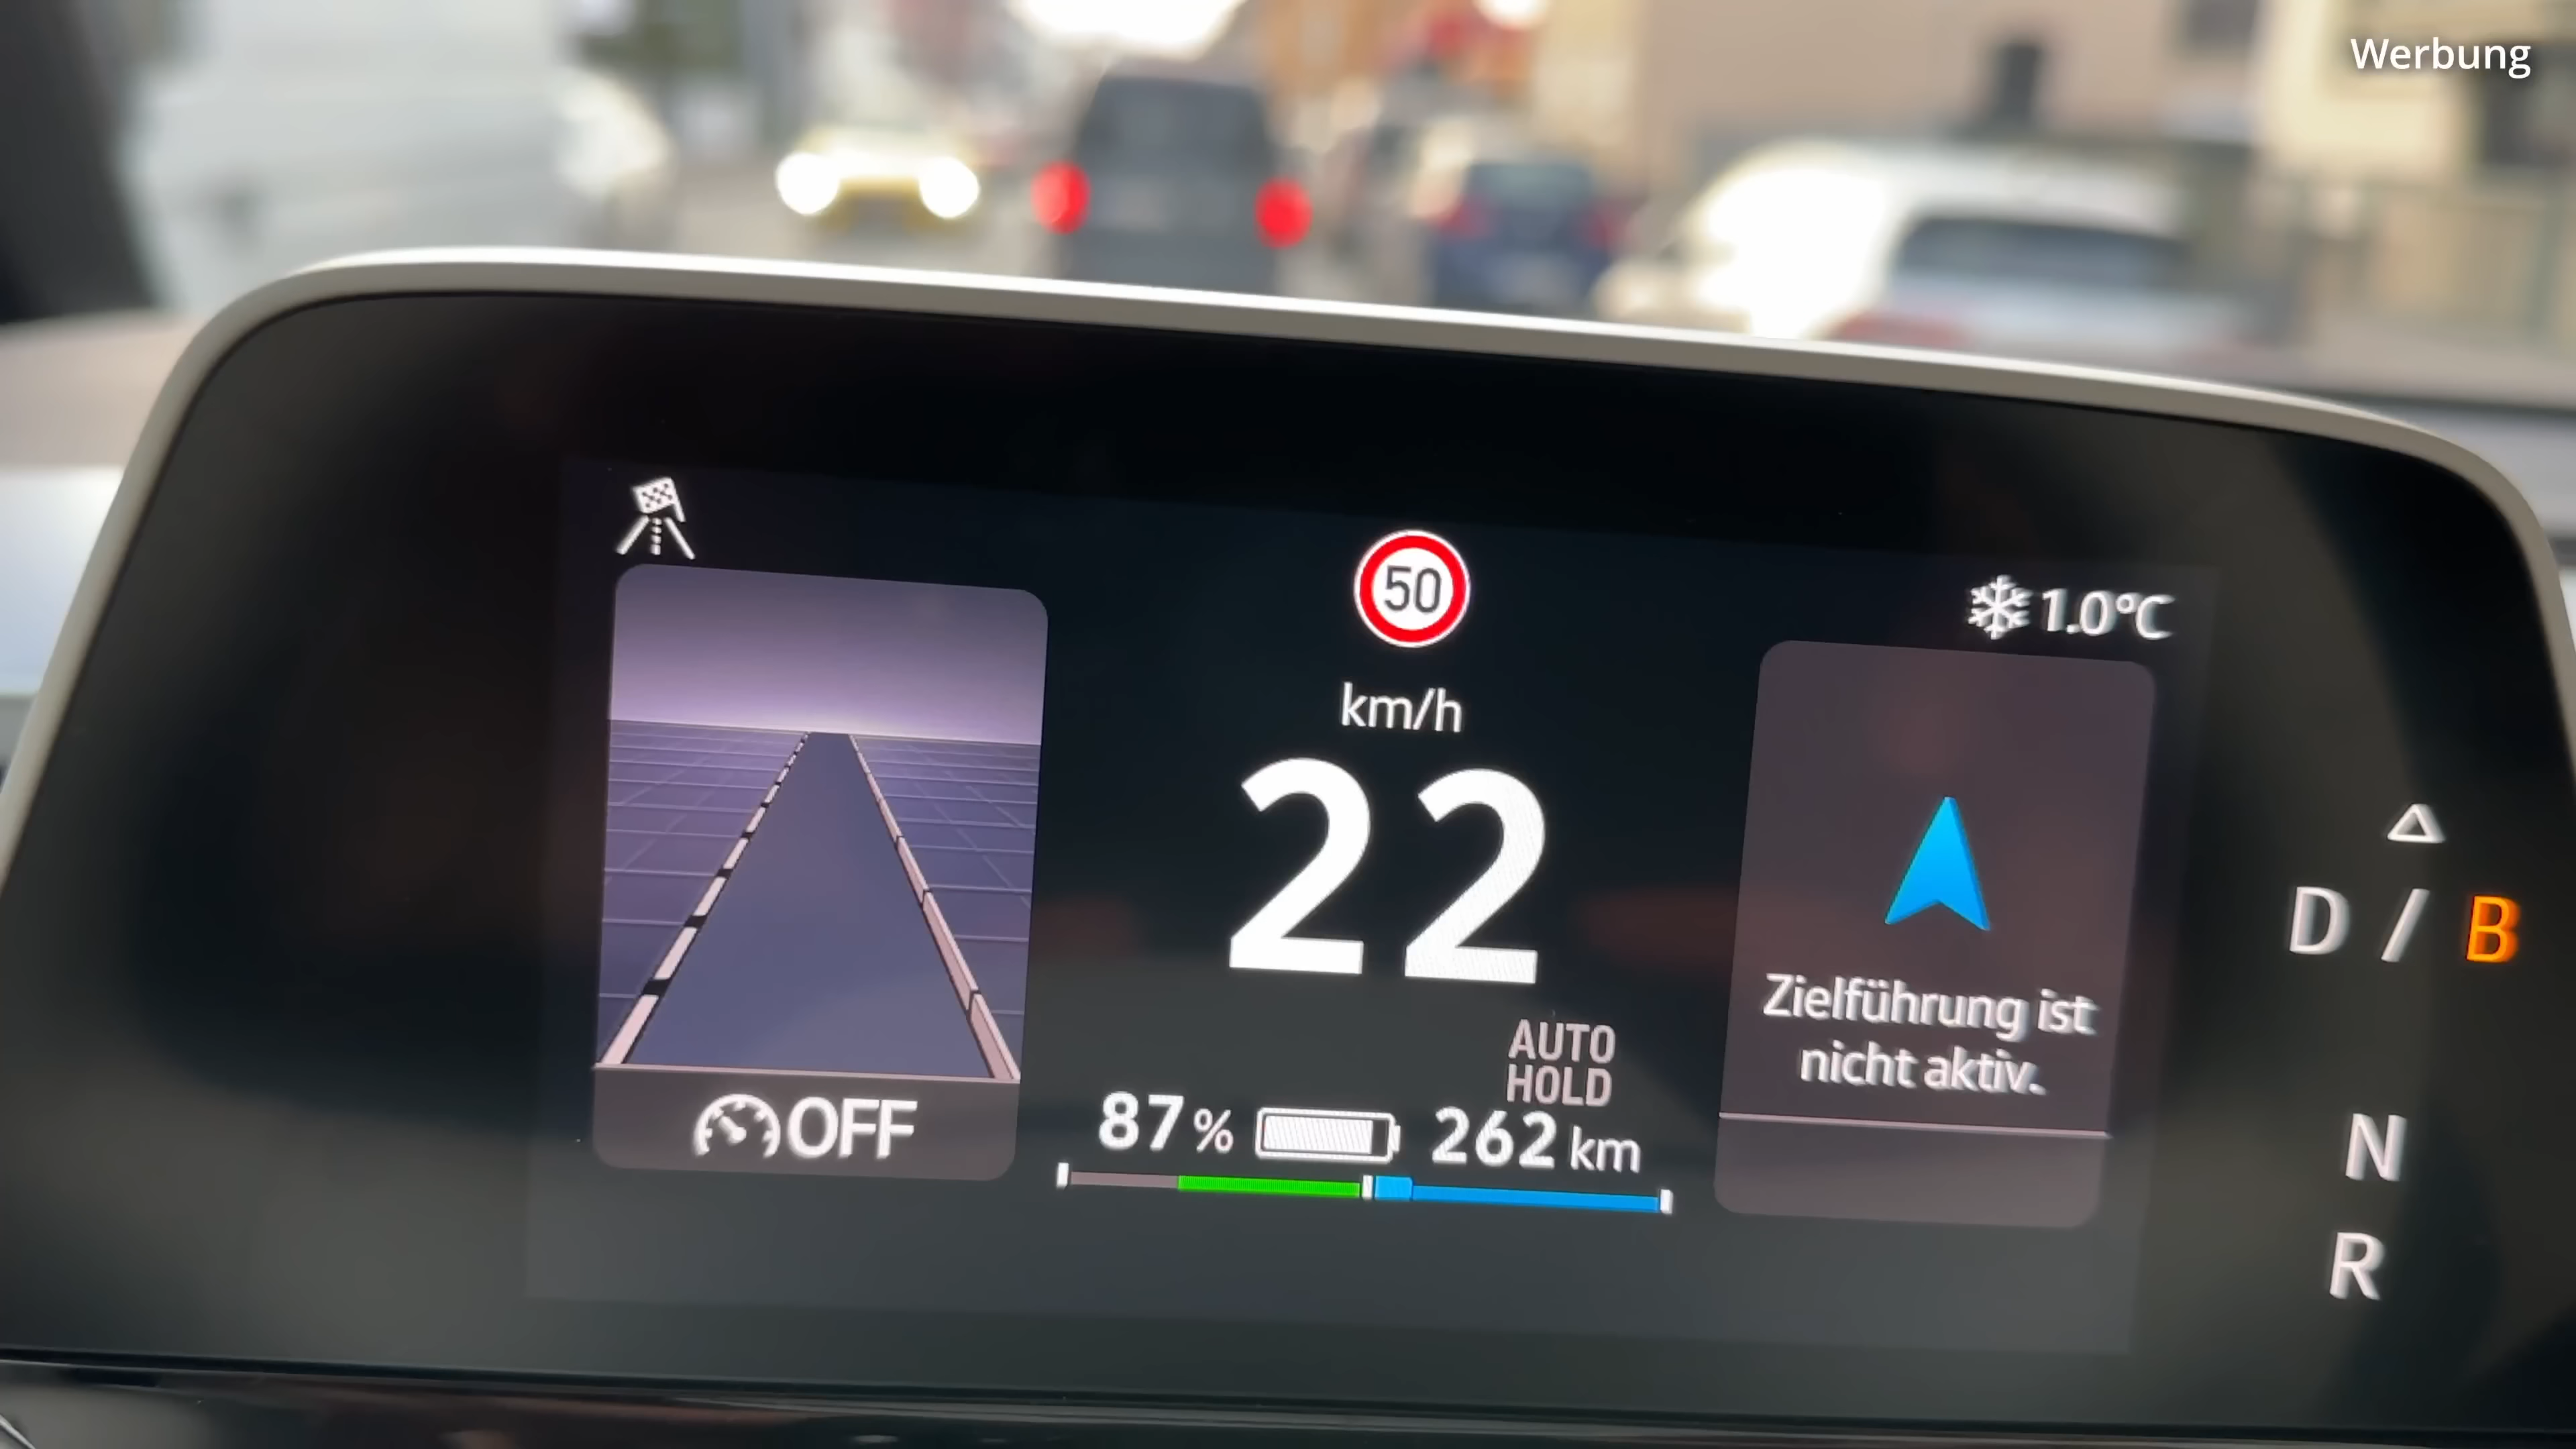 Werbung
50
1.0°C
km/h
22
D / B
Zielführung ist
nicht aktiv.
AUTO
HOLD
OFF
87 %
262 km
N
R